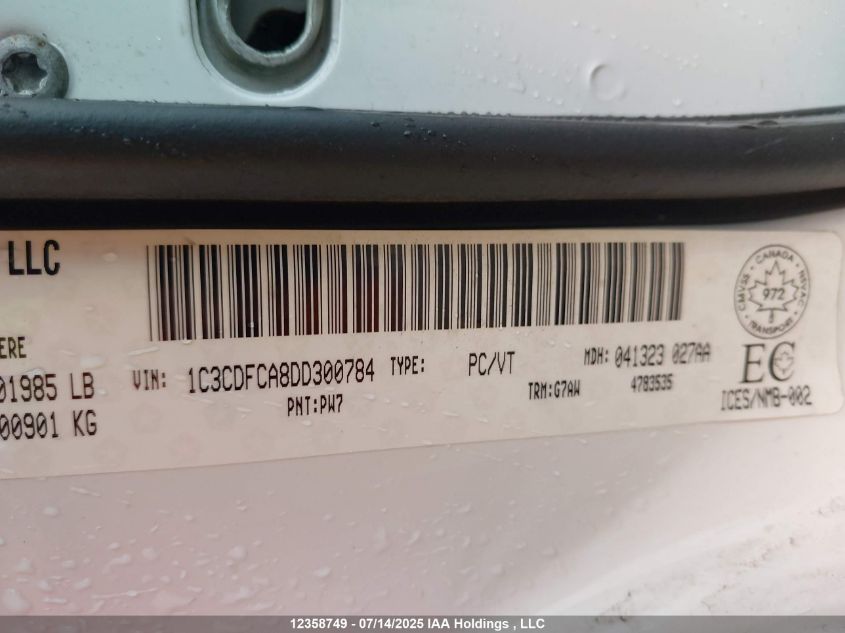 LLC
ERE
01985 LB
00901 KG
VIN: 1C3CDFCA8DD300784 TYPE: PC/VT MDH: 041323 027AA
PNT:PW7 TRM:G7AW 4783535
CMVSS • CANADA • NSVAC
972
TRANSPORT
EC
ICES/NMB-002
12358749 - 07/14/2025 IAA Holdings , LLC